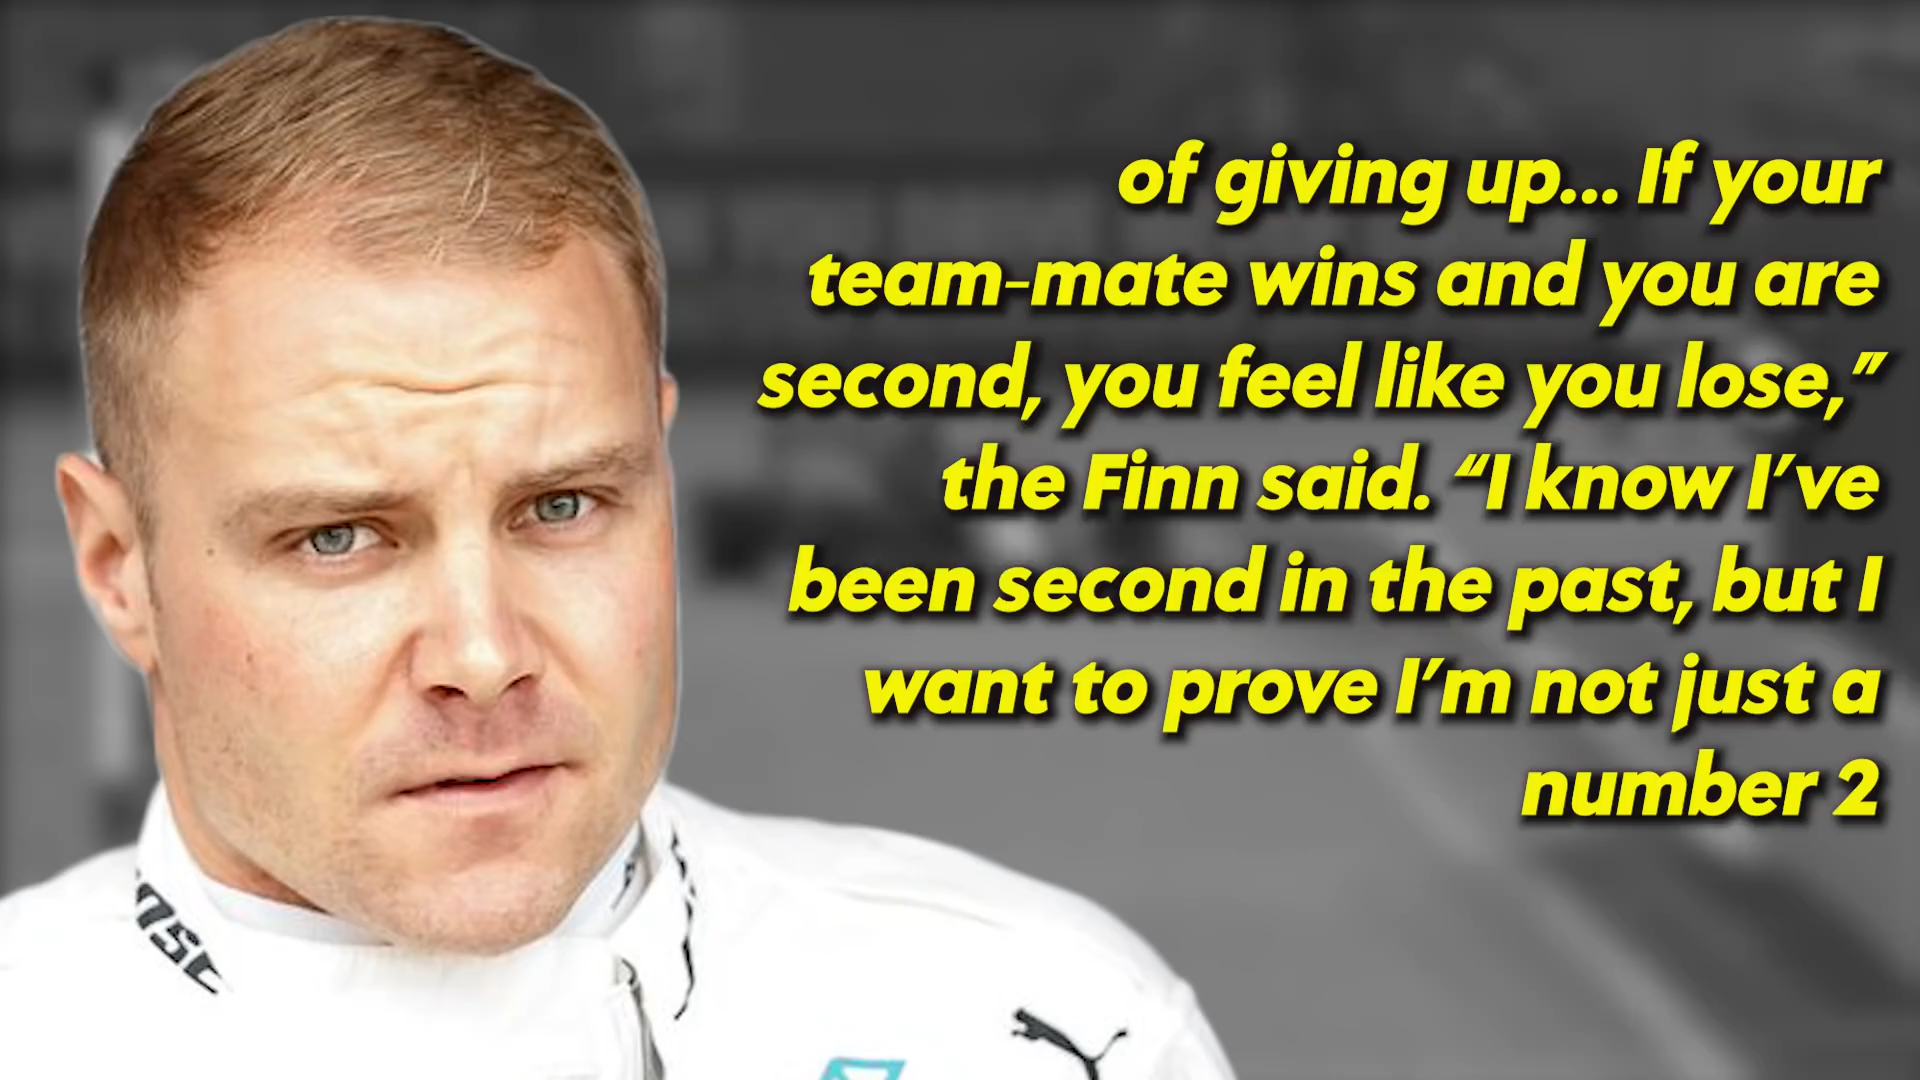 of giving up... If your
team-mate wins and you are
second, you feel like you lose,”
the Finn said. “I know I’ve
been second in the past, but I
want to prove I’m not just a
number 2